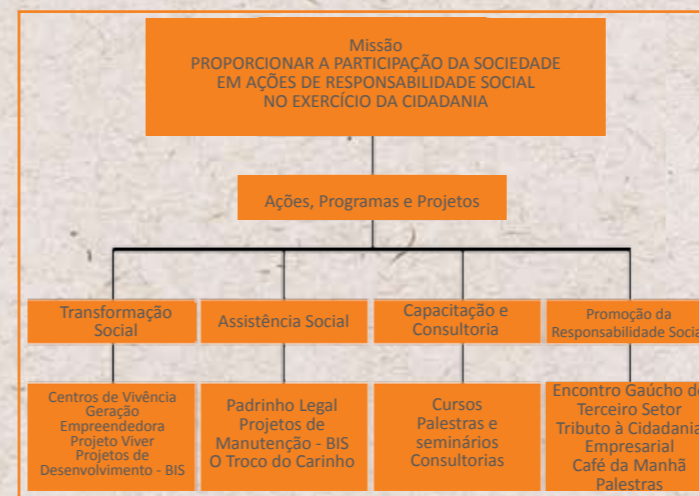 Missão
PROPORCIONAR A PARTICIPAÇÃO DA SOCIEDADE
EM AÇÕES DE RESPONSABILIDADE SOCIAL
NO EXERCÍCIO DA CIDADANIA
Ações, Programas e Projetos
Transformação
Social
Assistência Social
Capacitação e
Consultoria
Promoção da
Responsabilidade Social
Centros de Vivência
Geração
Empreendedora
Projeto Viver
Projetos de
Desenvolvimento - BIS
Padrinho Legal
Projetos de
Manutenção - BIS
O Troco do Carinho
Cursos
Palestras e
seminários
Consultorias
Encontro Gaúcho do
Terceiro Setor
Tributo à Cidadania
Empresarial
Café da Manhã
Palestras